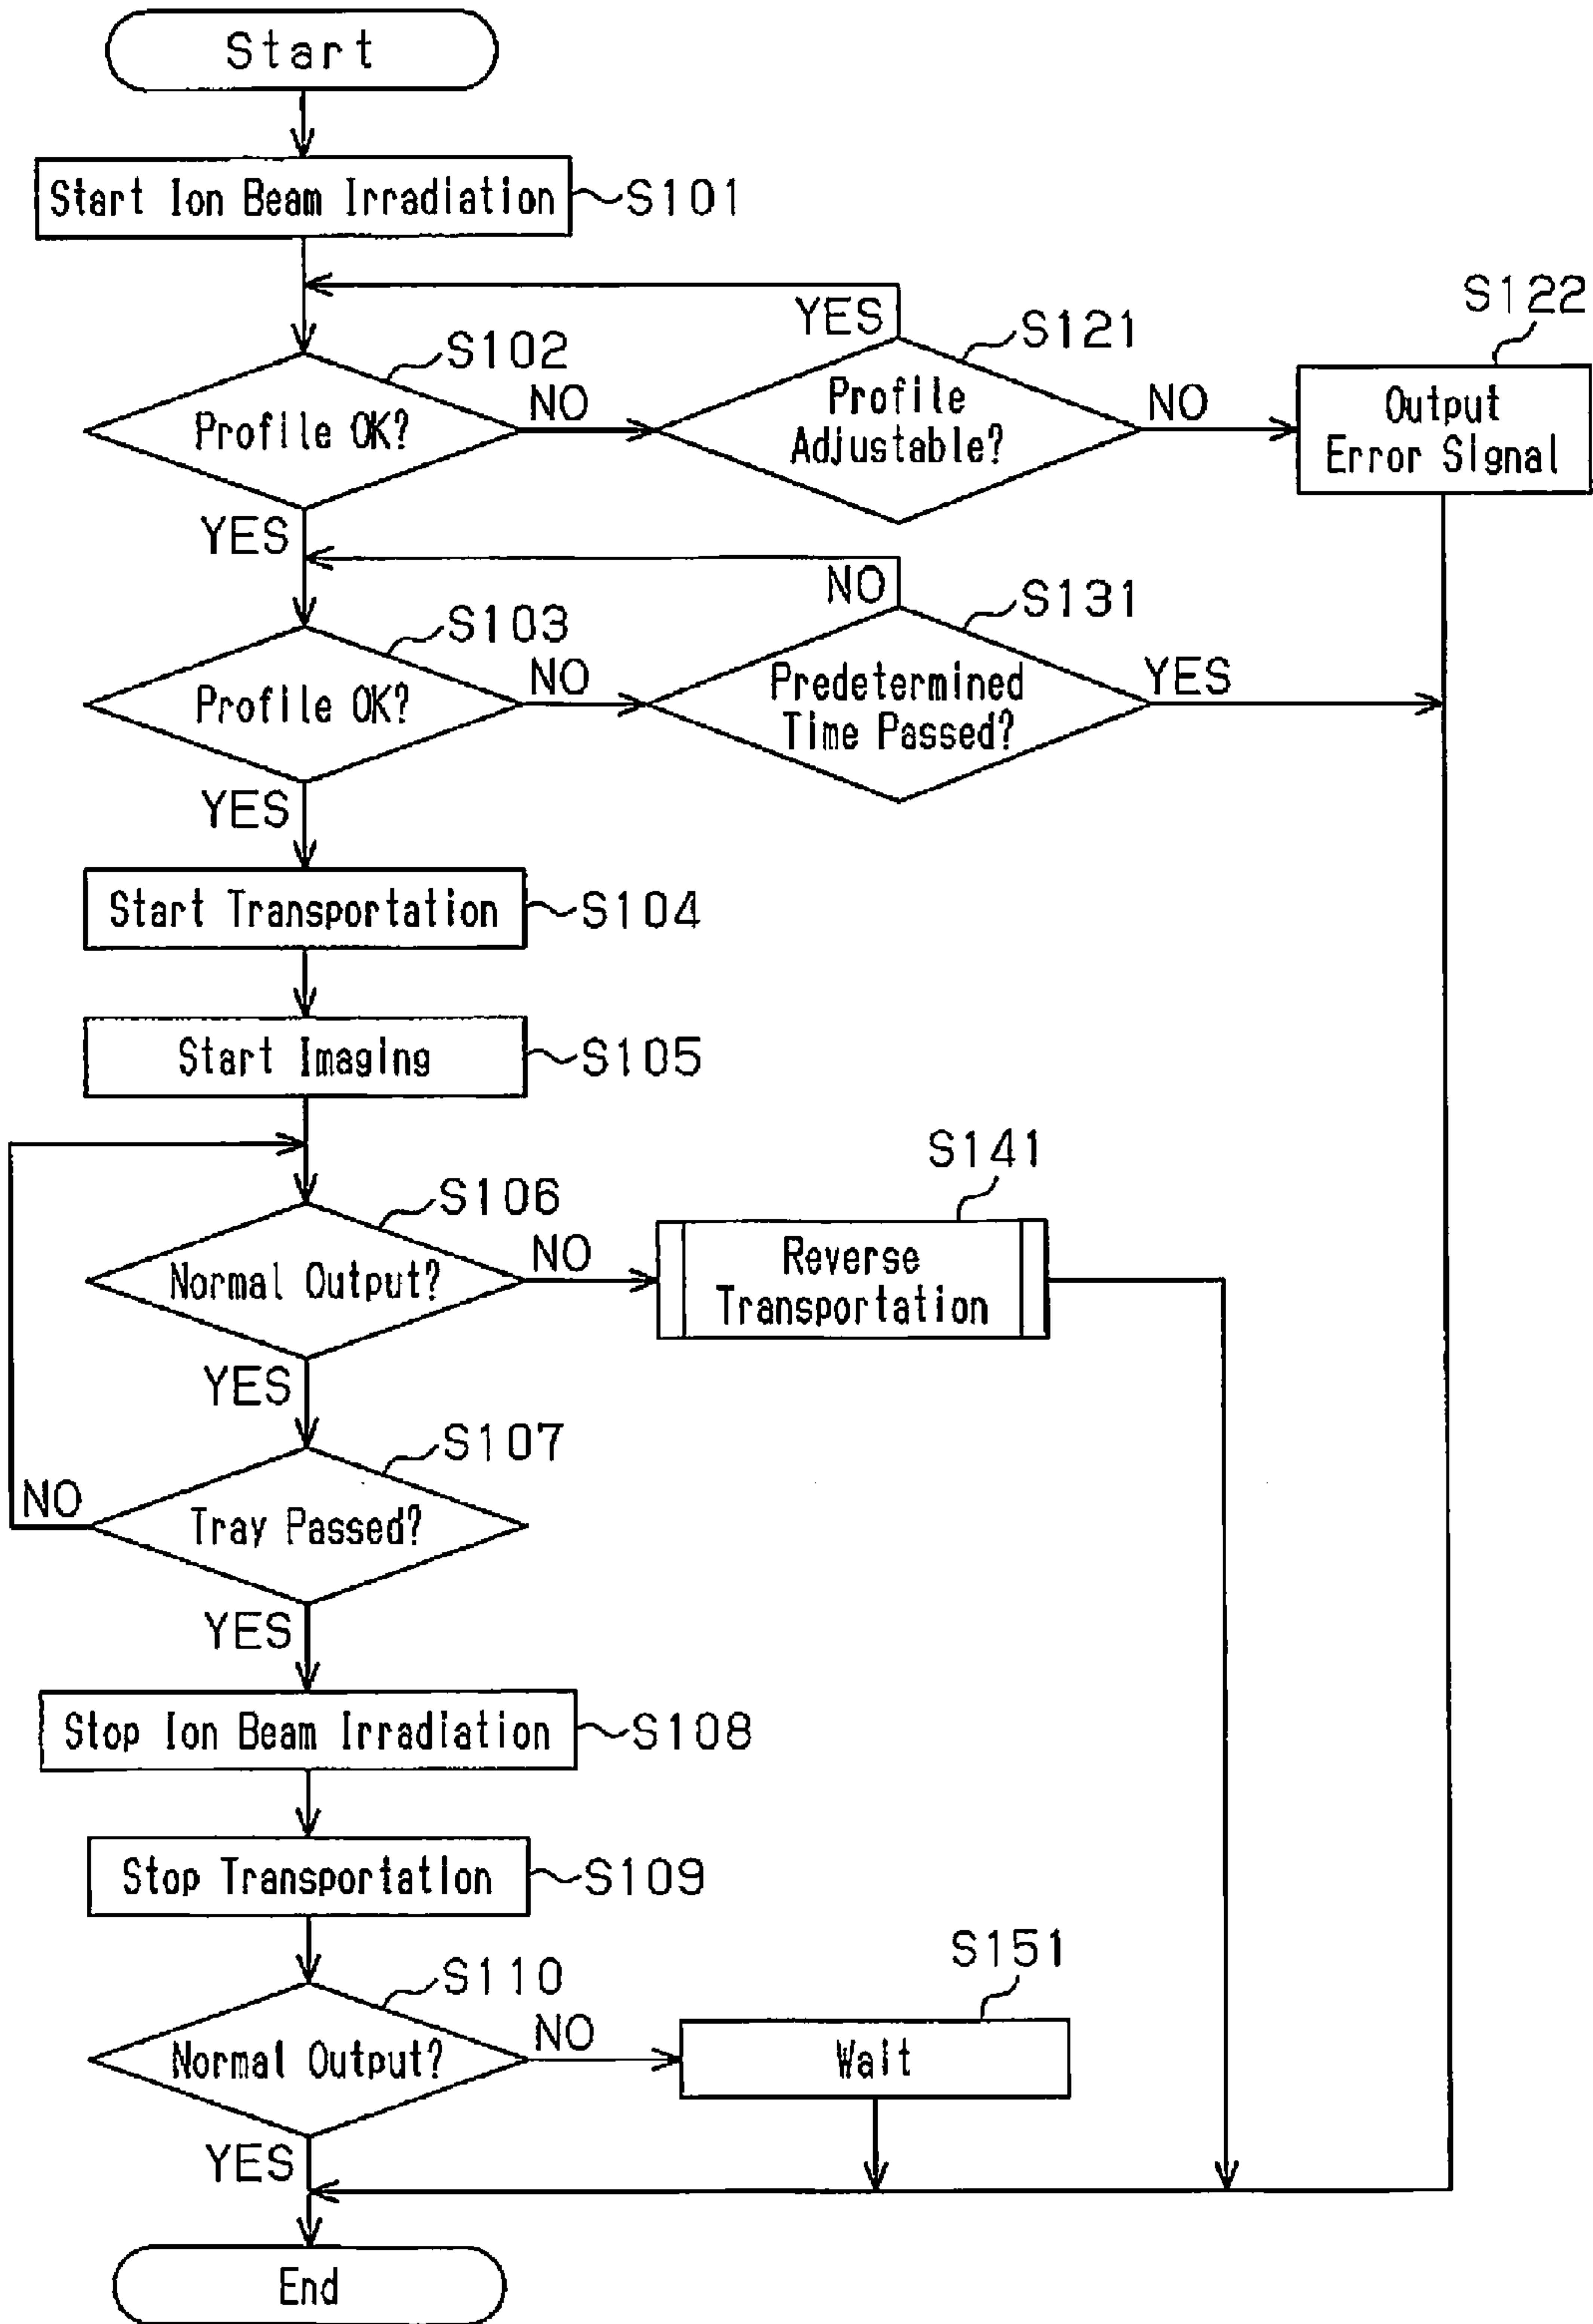 Start
Start Ion Beam Irradiation
S101
S122
YES
S121
S102
Profile OK?
NO
Profile
Adjustable?
NO
Output
Error Signal
YES
NO
S131
S103
Profile OK?
NO
Predetermined
Time Passed?
YES
YES
Start Transportation
S104
Start Imaging
S105
S141
S106
Normal Output?
NO
Reverse
Transportation
YES
S107
NO
Tray Passed?
YES
Stop Ion Beam Irradiation
S108
Stop Transportation
S109
S151
S110
Normal Output?
NO
Wait
YES
End